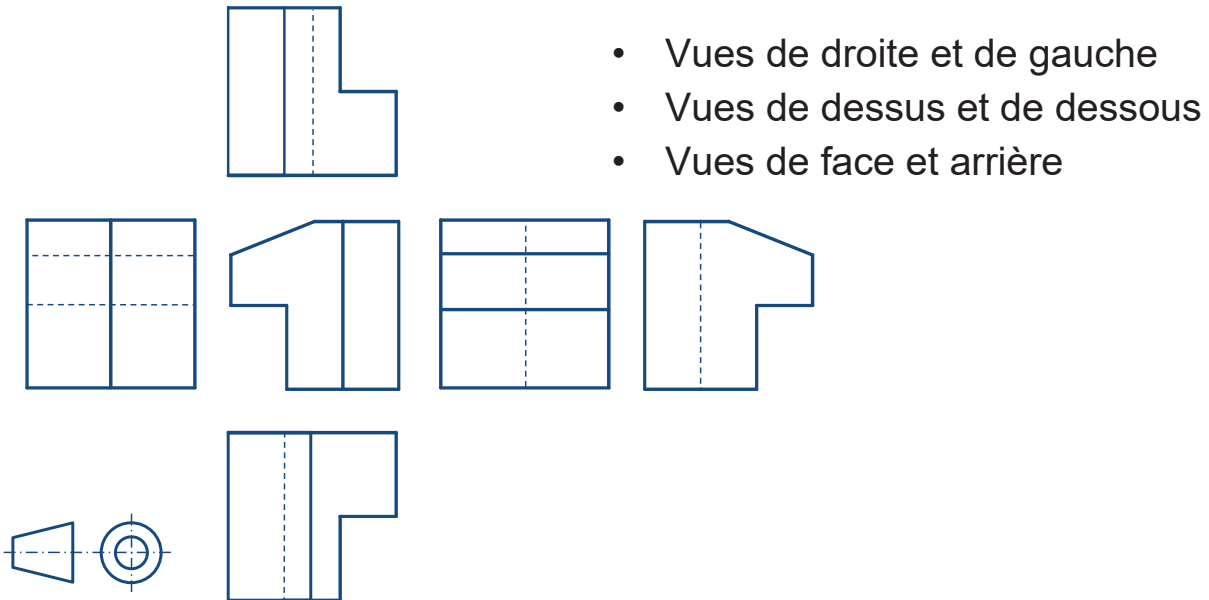 • Vues de droite et de gauche
• Vues de dessus et de dessous
• Vues de face et arrière